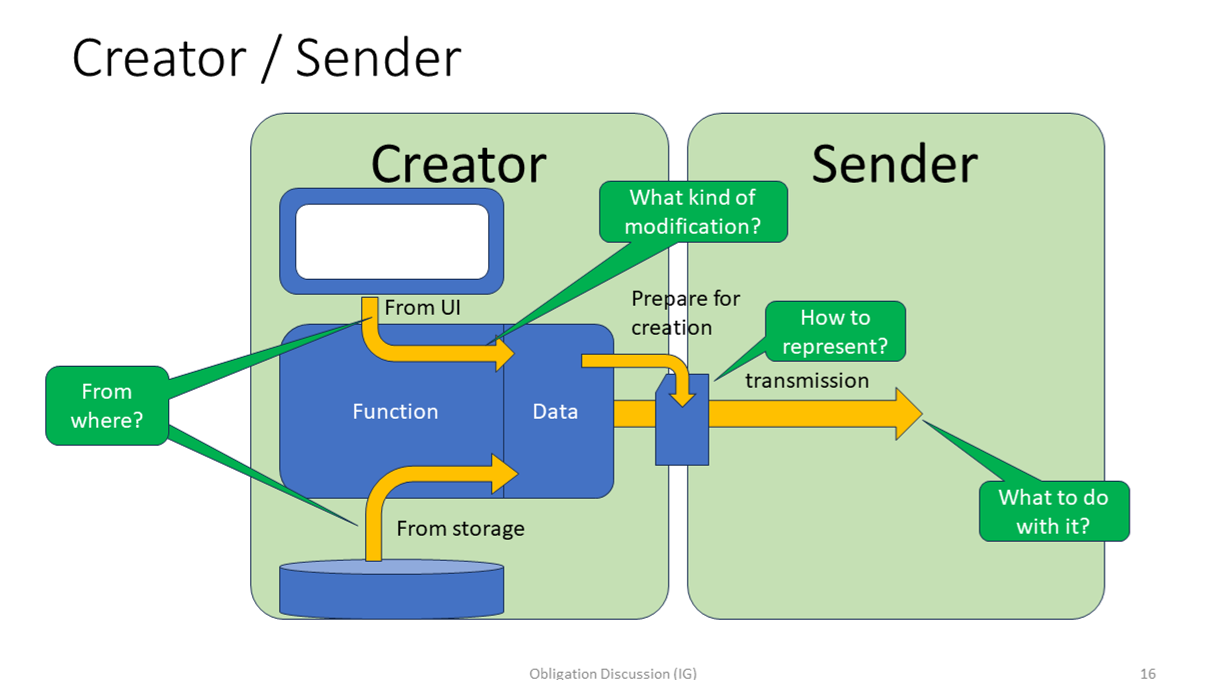 Creator / Sender
Creator
Sender
What kind of
modification?
From UI
Prepare for
creation
How to
represent?
transmission
From
where?
Function
Data
What to do
with it?
From storage
Obligation Discussion (IG)
16